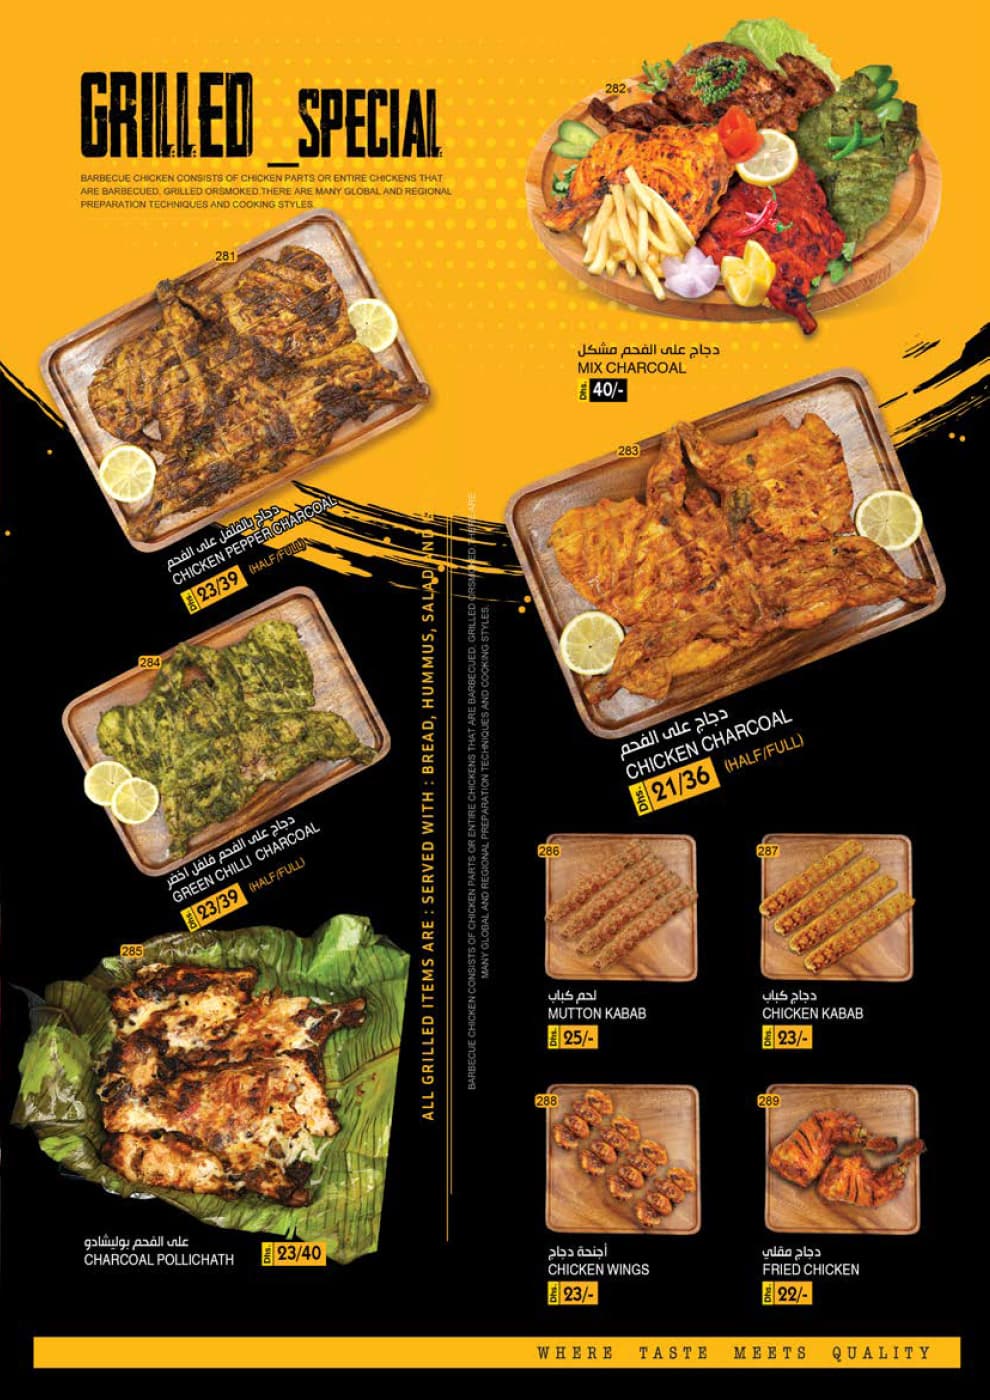 GRILLED _SPECIAL
BARBECUE CHICKEN CONSISTS OF CHICKEN PARTS OR ENTIRE CHICKENS THAT
ARE BARBECUED, GRILLED ORSMOKED.THERE ARE MANY GLOBAL AND REGIONAL
PREPARATION TECHNIQUES AND COOKING STYLES.
282
دجاج على الفحم مشكل
MIX CHARCOAL
Dhs. 40/-
281
دجاج بالفلفل على الفحم
CHICKEN PEPPER CHARCOAL
Dhs. 23/39 (HALF/FULL)
283
دجاج على الفحم
CHICKEN CHARCOAL
Dhs. 21/36 (HALF/FULL)
284
دجاج على الفحم فلفل اخضر
GREEN CHILLI CHARCOAL
Dhs. 23/39 (HALF/FULL)
285
على الفحم بوليشادو
CHARCOAL POLLICHATH
Dhs. 23/40
ALL GRILLED ITEMS ARE : SERVED WITH : BREAD, HUMMUS, SALAD AND
BARBECUE CHICKEN CONSISTS OF CHICKEN PARTS OR ENTIRE CHICKENS THAT ARE BARBECUED, GRILLED ORSMOKED.THERE ARE
MANY GLOBAL AND REGIONAL PREPARATION TECHNIQUES AND COOKING STYLES.
286
لحم كباب
MUTTON KABAB
Dhs. 25/-
287
دجاج كباب
CHICKEN KABAB
Dhs. 23/-
288
أجنحة دجاج
CHICKEN WINGS
Dhs. 23/-
289
دجاج مقلي
FRIED CHICKEN
Dhs. 22/-
WHERE TASTE MEETS QUALITY